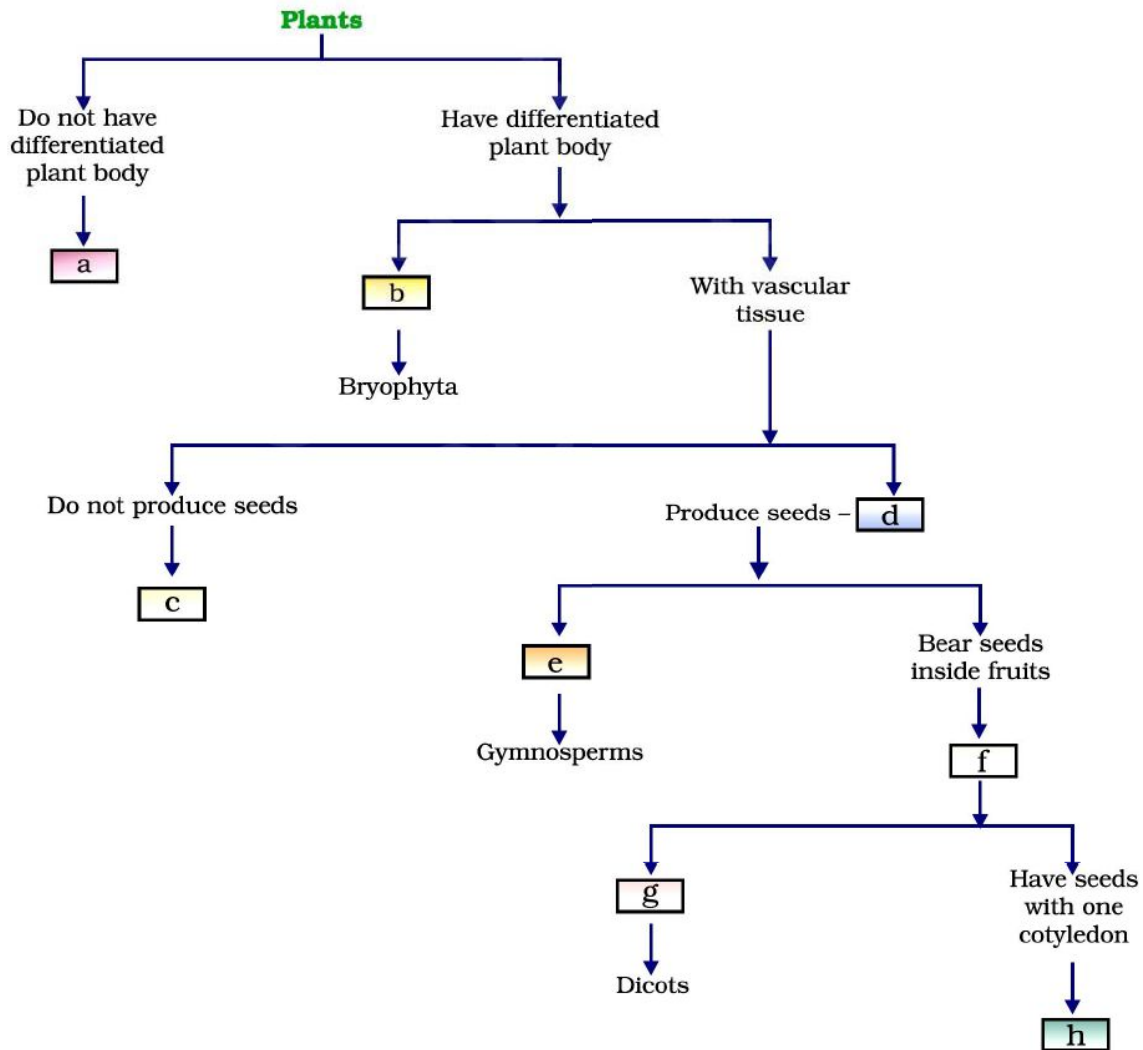 Plants
Do not have
differentiated
plant body
Have differentiated
plant body
a
b
With vascular
tissue
Bryophyta
Do not produce seeds
Produce seeds – d
c
e
Bear seeds
inside fruits
Gymnosperms
f
g
Have seeds
with one
cotyledon
Dicots
h